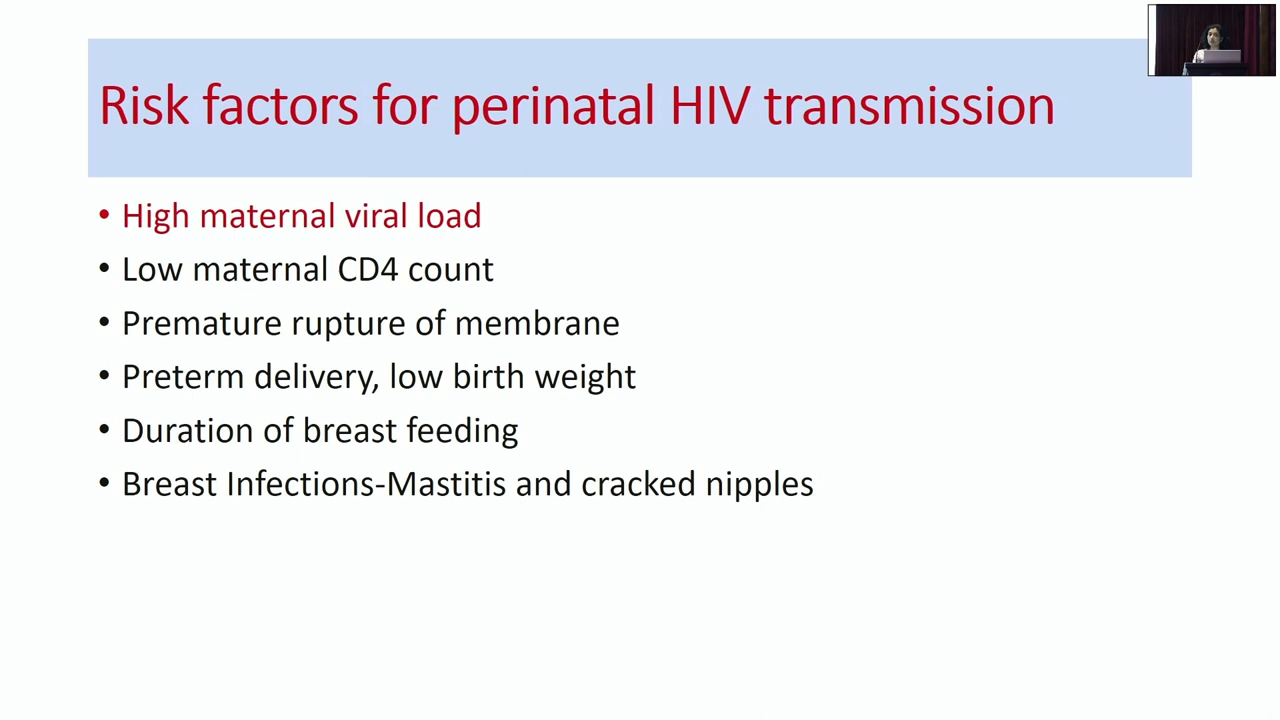 Risk factors for perinatal HIV transmission
• High maternal viral load
• Low maternal CD4 count
• Premature rupture of membrane
• Preterm delivery, low birth weight
• Duration of breast feeding
• Breast Infections-Mastitis and cracked nipples